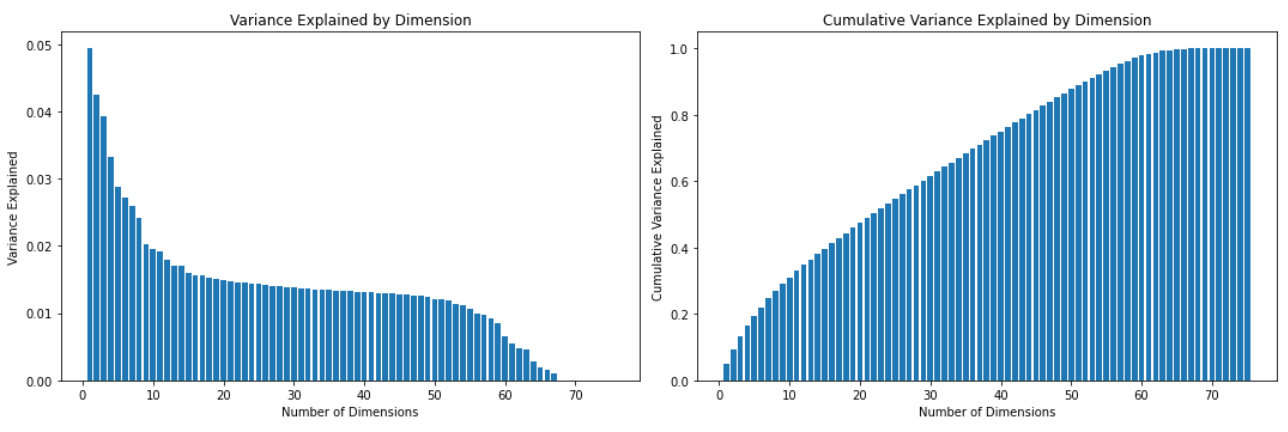 Variance Explained by Dimension
Variance Explained
0.05
0.04
0.03
0.02
0.01
0.00
0 10 20 30 40 50 60 70
Number of Dimensions
Cumulative Variance Explained by Dimension
Cumulative Variance Explained
1.0
0.8
0.6
0.4
0.2
0.0
0 10 20 30 40 50 60 70
Number of Dimensions